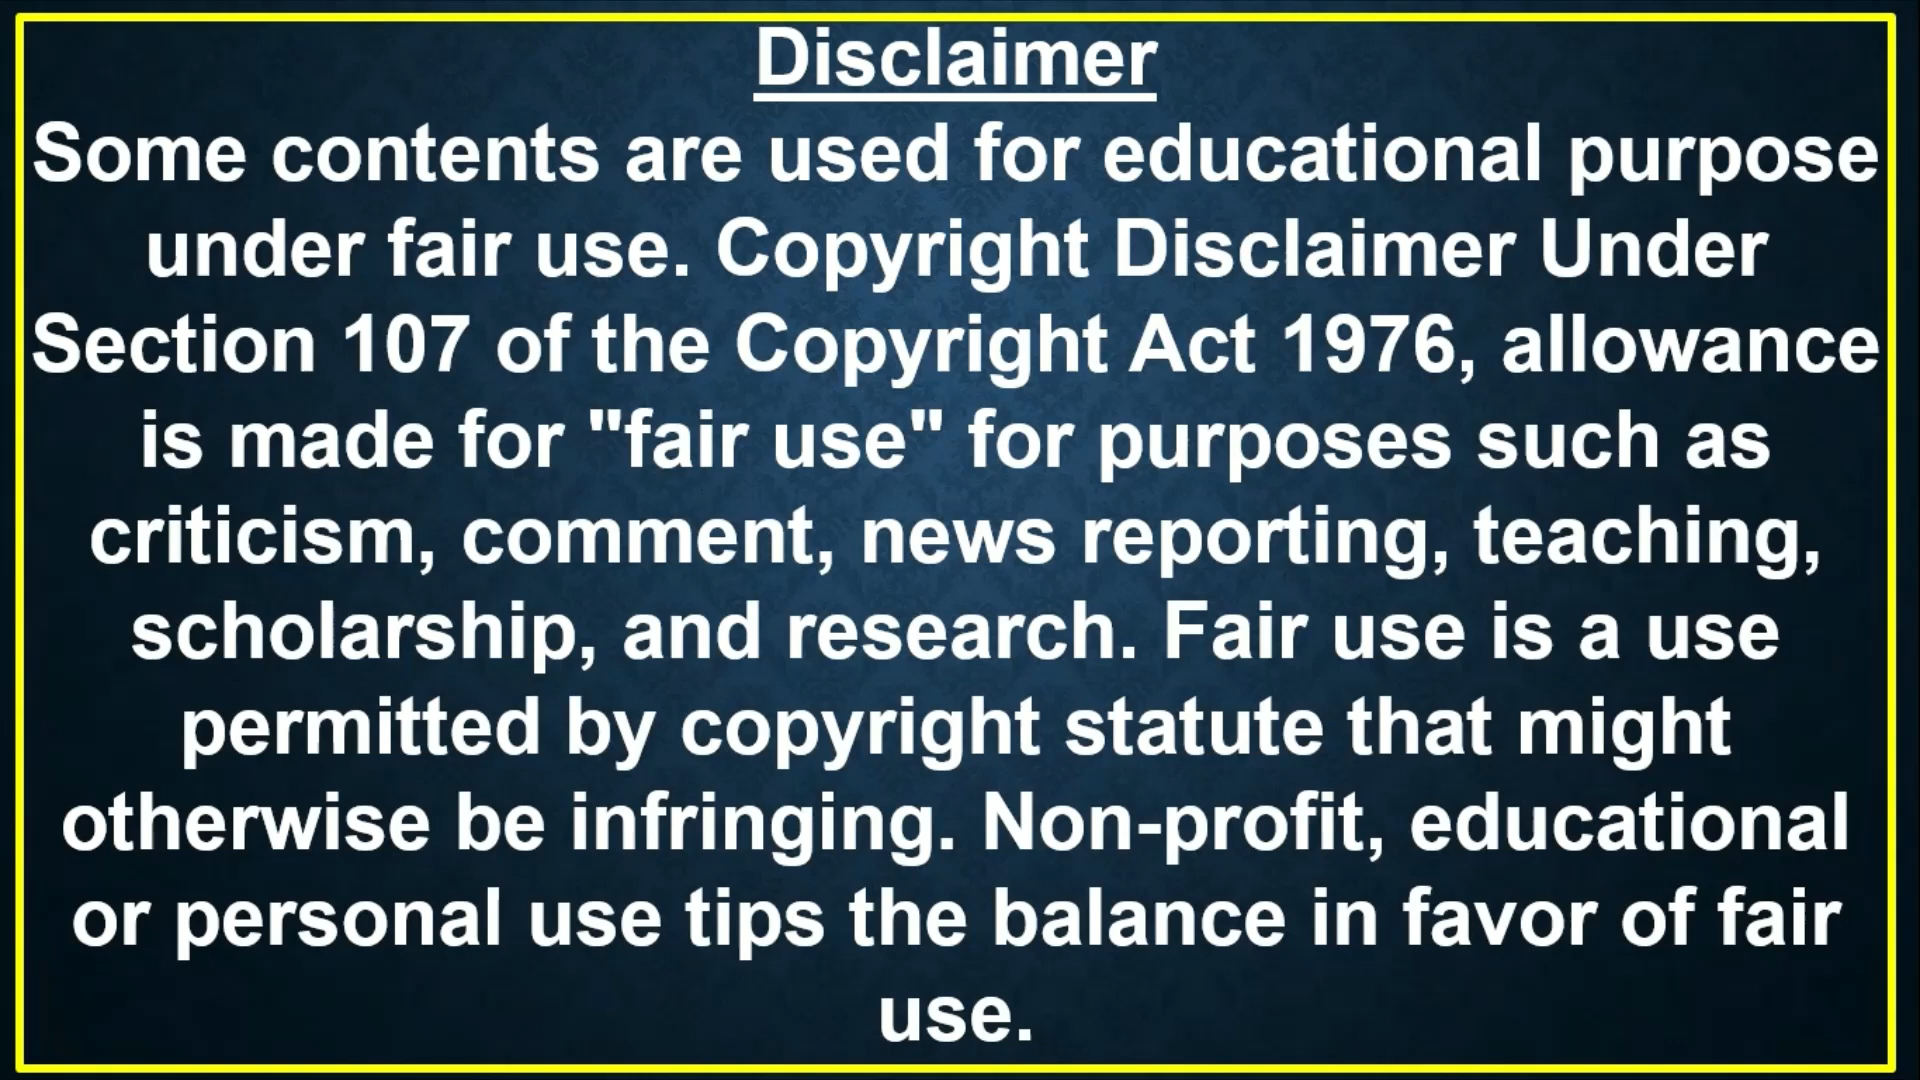 Disclaimer
Some contents are used for educational purpose
under fair use. Copyright Disclaimer Under
Section 107 of the Copyright Act 1976, allowance
is made for "fair use" for purposes such as
criticism, comment, news reporting, teaching,
scholarship, and research. Fair use is a use
permitted by copyright statute that might
otherwise be infringing. Non-profit, educational
or personal use tips the balance in favor of fair
use.